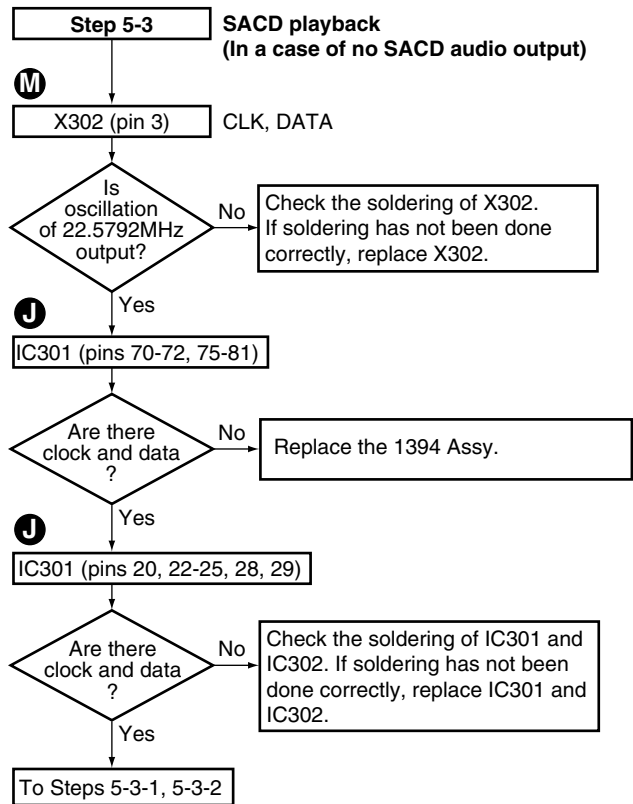 Step 5-3
SACD playback
(In a case of no SACD audio output)
M
X302 (pin 3)
CLK, DATA
Is
oscillation
of 22.5792MHz
output?
No
Check the soldering of X302.
If soldering has not been done
correctly, replace X302.
Yes
J
IC301 (pins 70-72, 75-81)
Are there
clock and data
?
No
Replace the 1394 Assy.
Yes
J
IC301 (pins 20, 22-25, 28, 29)
Are there
clock and data
?
No
Check the soldering of IC301 and
IC302. If soldering has not been
done correctly, replace IC301 and
IC302.
Yes
To Steps 5-3-1, 5-3-2